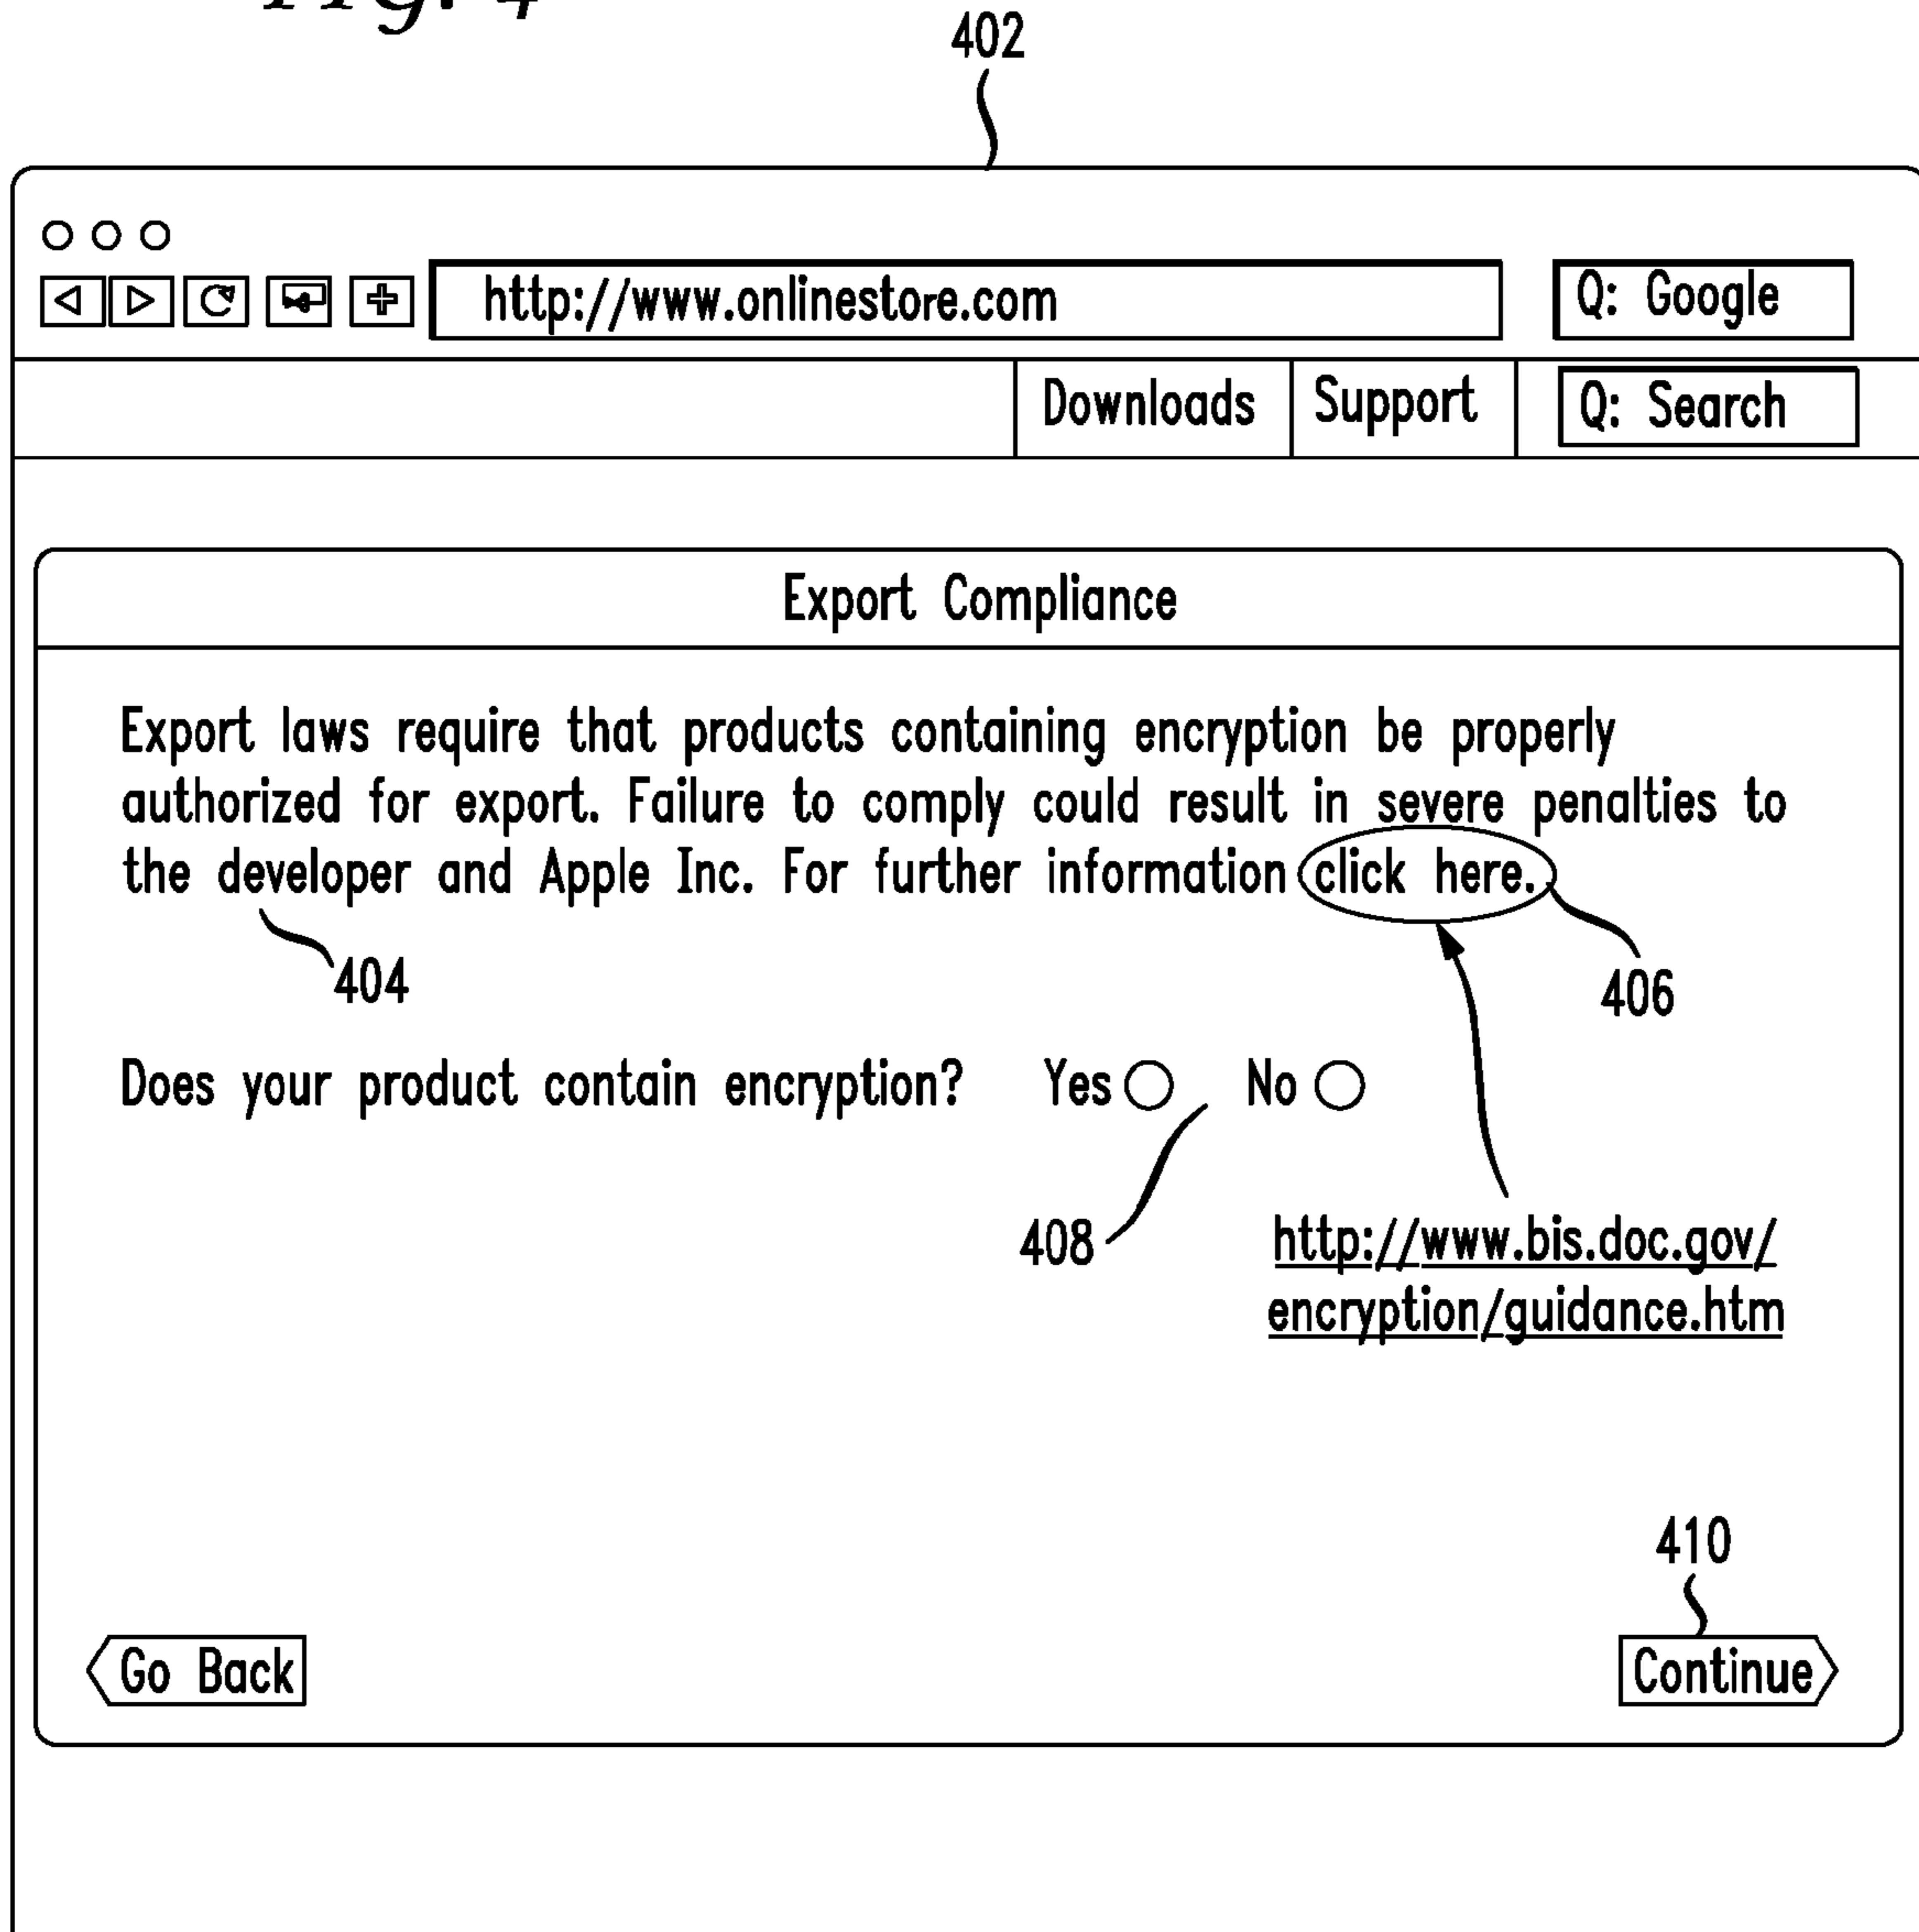 Fig. 4
402
http://www.onlinestore.com
Q: Google
Downloads
Support
Q: Search
Export Compliance
Export laws require that products containing encryption be properly
authorized for export. Failure to comply could result in severe penalties to
the developer and Apple Inc. For further information click here.
404
406
Does your product contain encryption? Yes No
408
http://www.bis.doc.gov/
encryption/guidance.htm
410
Go Back
Continue